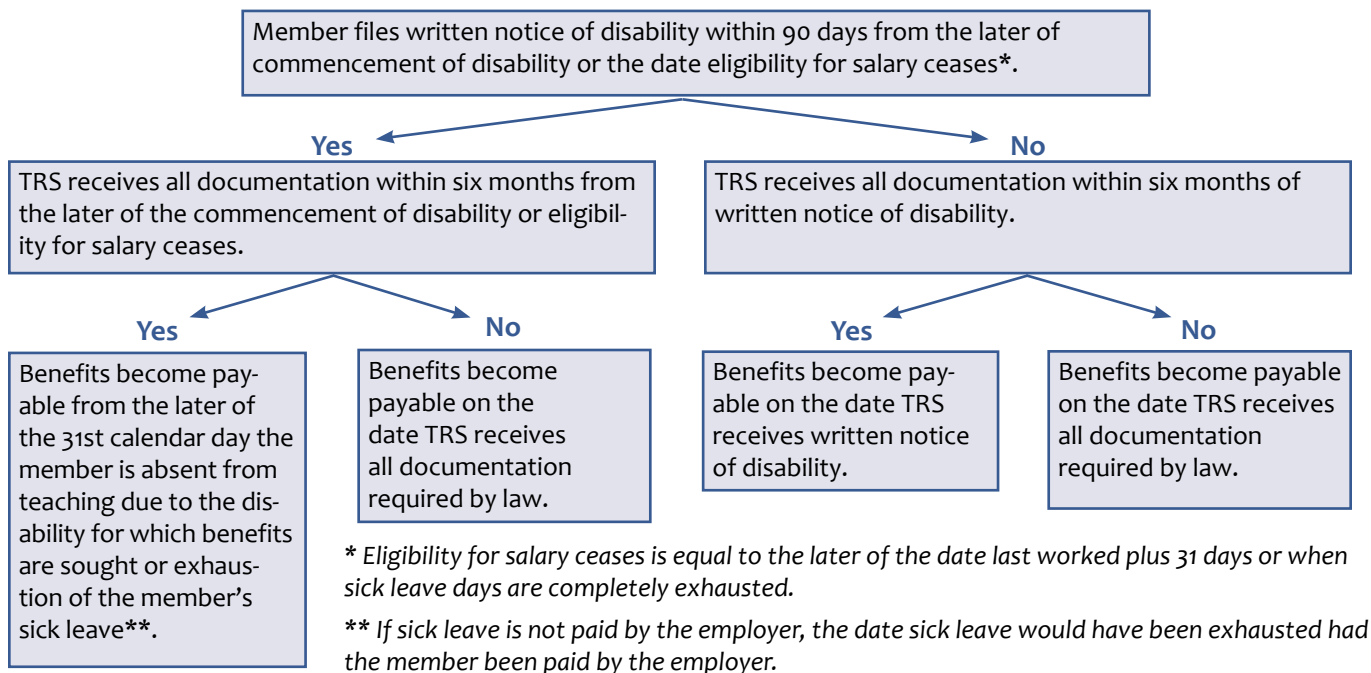 Member files written notice of disability within 90 days from the later of
commencement of disability or the date eligibility for salary ceases*.
Yes
No
TRS receives all documentation within six months from
the later of the commencement of disability or eligibil-
ity for salary ceases.
TRS receives all documentation within six months of
written notice of disability.
Yes
No
Yes
No
Benefits become pay-
able from the later of
the 31st calendar day the
member is absent from
teaching due to the dis-
ability for which benefits
are sought or exhaus-
tion of the member's
sick leave**.
Benefits become
payable on the
date TRS receives
all documentation
required by law.
Benefits become pay-
able on the date TRS
receives written notice
of disability.
Benefits become payable
on the date TRS receives
all documentation
required by law.
* Eligibility for salary ceases is equal to the later of the date last worked plus 31 days or when
sick leave days are completely exhausted.
** If sick leave is not paid by the employer, the date sick leave would have been exhausted had
the member been paid by the employer.